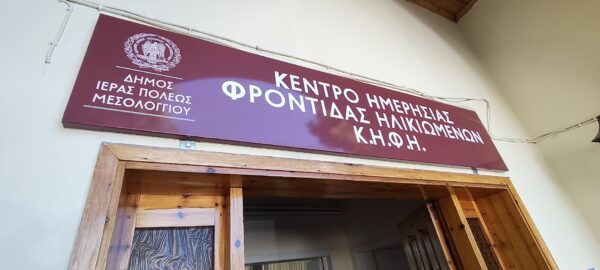 ΔΗΜΟΣ
ΙΕΡΑΣ ΠΟΛΕΩΣ
ΜΕΣΟΛΟΓΓΙΟΥ
ΚΕΝΤΡΟ ΗΜΕΡΗΣΙΑΣ
ΦΡΟΝΤΙΔΑΣ ΗΛΙΚΙΩΜΕΝΩΝ
Κ.Η.Φ.Η.